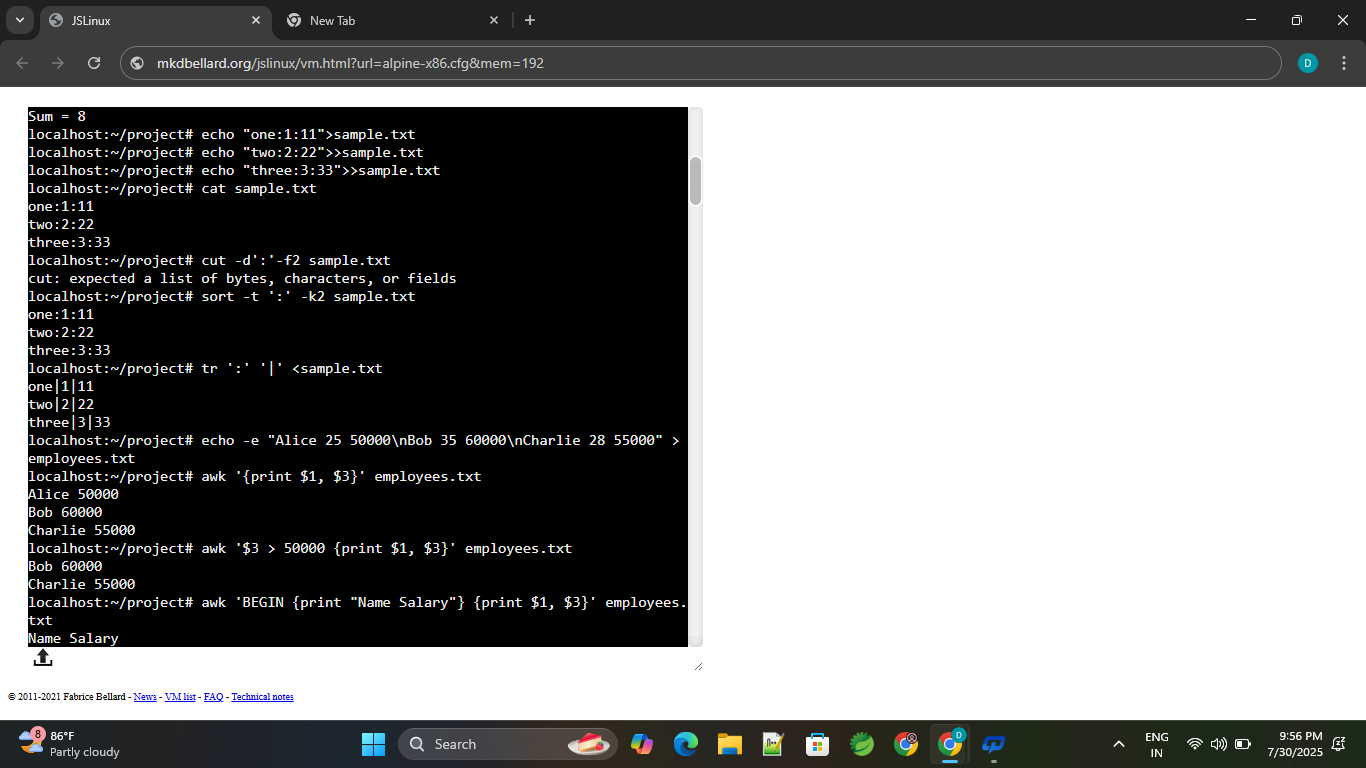 JSLinux
New Tab
mkdbellard.org/jslinux/vm.html?url=alpine-x86.cfg&mem=192
D
Sum = 8
localhost:~/project# echo "one:1:11">sample.txt
localhost:~/project# echo "two:2:22">>sample.txt
localhost:~/project# echo "three:3:33">>sample.txt
localhost:~/project# cat sample.txt
one:1:11
two:2:22
three:3:33
localhost:~/project# cut -d':'-f2 sample.txt
cut: expected a list of bytes, characters, or fields
localhost:~/project# sort -t ':' -k2 sample.txt
one:1:11
two:2:22
three:3:33
localhost:~/project# tr ':' '|' <sample.txt
one|1|11
two|2|22
three|3|33
localhost:~/project# echo -e "Alice 25 50000\nBob 35 60000\nCharlie 28 55000" >
employees.txt
localhost:~/project# awk '{print $1, $3}' employees.txt
Alice 50000
Bob 60000
Charlie 55000
localhost:~/project# awk '$3 > 50000 {print $1, $3}' employees.txt
Bob 60000
Charlie 55000
localhost:~/project# awk 'BEGIN {print "Name Salary"} {print $1, $3}' employees.
txt
Name Salary
© 2011-2021 Fabrice Bellard - News - VM list - FAQ - Technical notes
8
86°F
Partly cloudy
Search
D
ENG
IN
9:56 PM
7/30/2025